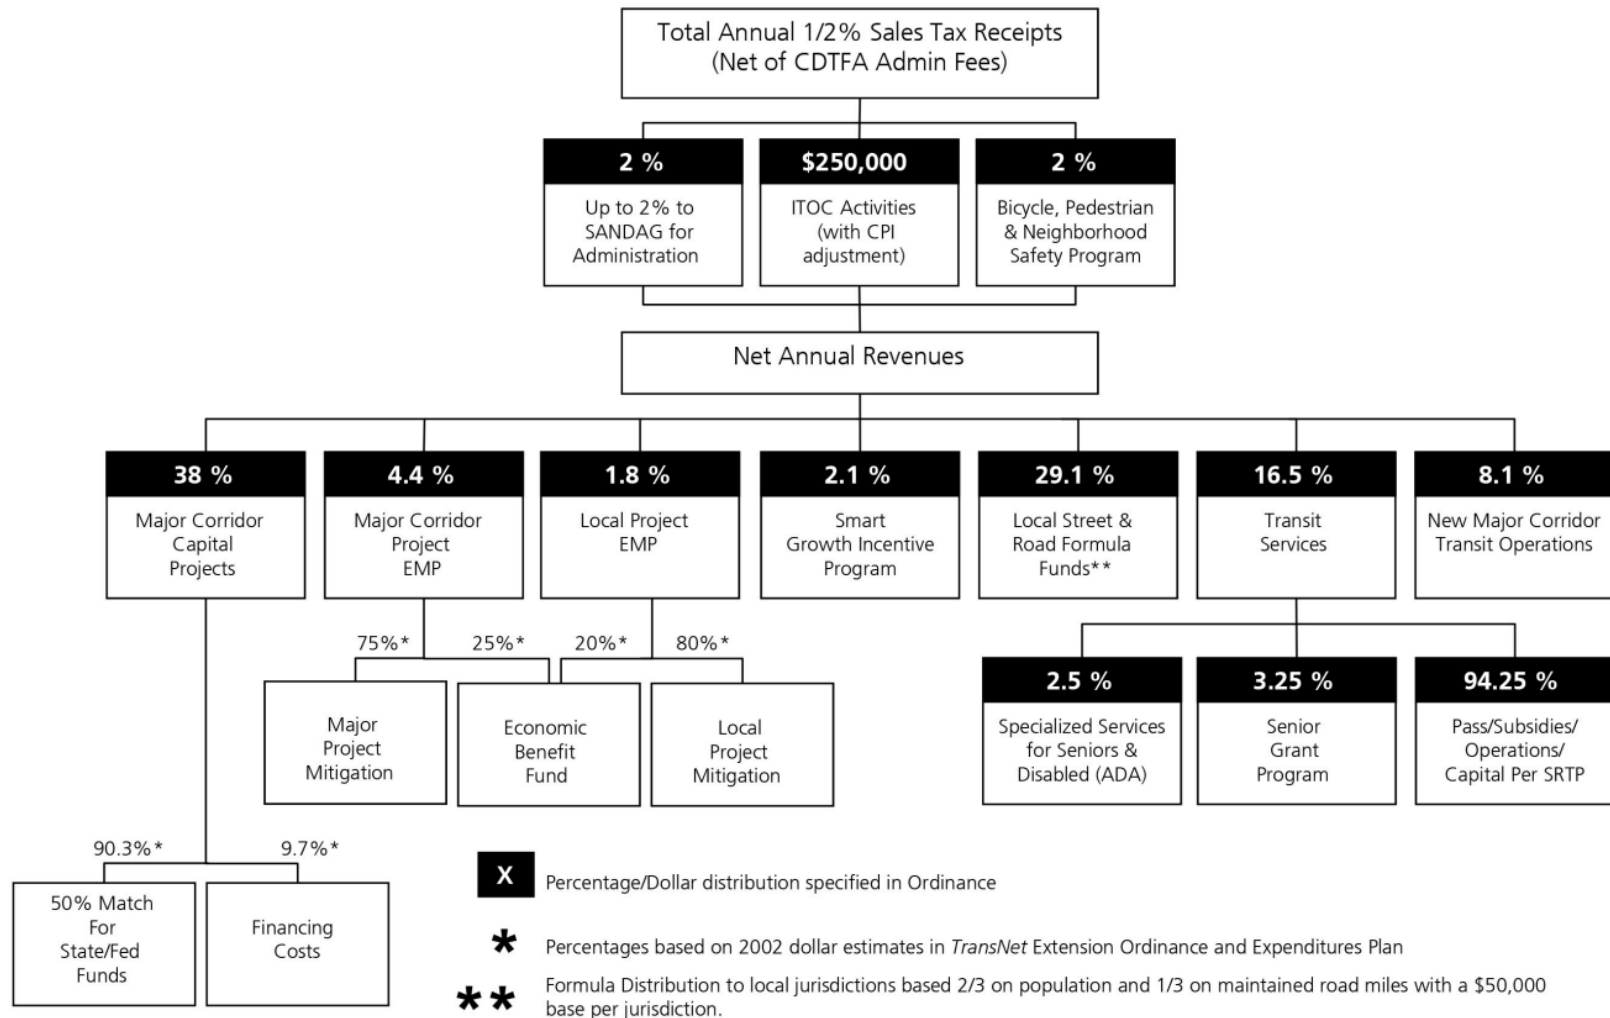 Total Annual 1/2% Sales Tax Receipts
(Net of CDTFA Admin Fees)
2 %
Up to 2% to
SANDAG for
Administration
$250,000
ITOC Activities
(with CPI
adjustment)
2 %
Bicycle, Pedestrian
& Neighborhood
Safety Program
Net Annual Revenues
38 %
Major Corridor
Capital
Projects
4.4 %
Major Corridor
Project
EMP
1.8 %
Local Project
EMP
2.1 %
Smart
Growth Incentive
Program
29.1 %
Local Street &
Road Formula
Funds**
16.5 %
Transit
Services
8.1 %
New Major Corridor
Transit Operations
75%*
25%*
20%*
80%*
Major
Project
Mitigation
Economic
Benefit
Fund
Local
Project
Mitigation
2.5 %
Specialized Services
for Seniors &
Disabled (ADA)
3.25 %
Senior
Grant
Program
94.25 %
Pass/Subsidies/
Operations/
Capital Per SRTP
90.3%*
9.7%*
50% Match
For
State/Fed
Funds
Financing
Costs
X Percentage/Dollar distribution specified in Ordinance
* Percentages based on 2002 dollar estimates in TransNet Extension Ordinance and Expenditures Plan
** Formula Distribution to local jurisdictions based 2/3 on population and 1/3 on maintained road miles with a $50,000
base per jurisdiction.